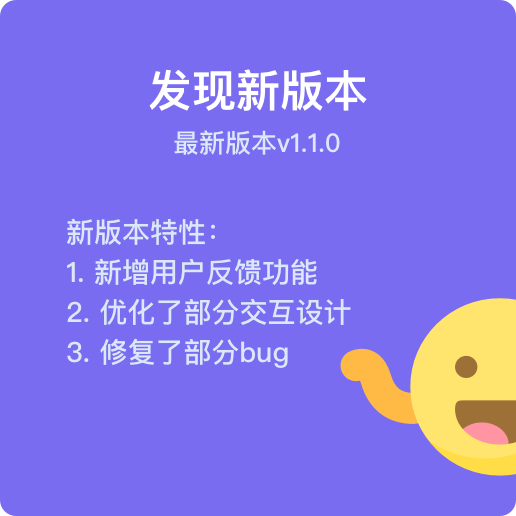 发现新版本
最新版本v1.1.0
新版本特性：
1. 新增用户反馈功能
2. 优化了部分交互设计
3. 修复了部分bug